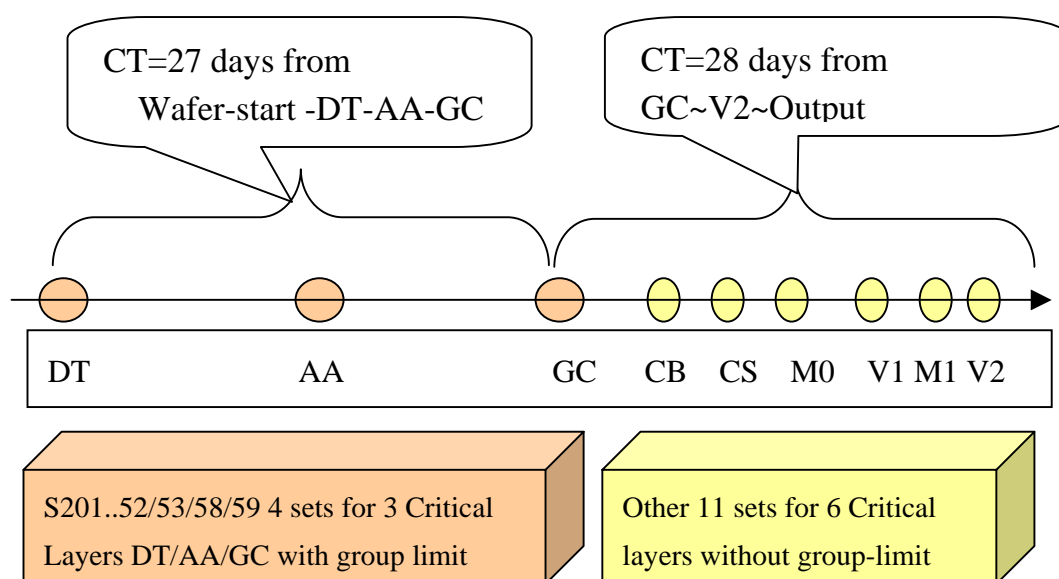 CT=27 days from
Wafer-start -DT-AA-GC
CT=28 days from
GC~V2~Output
DT AA GC CB CS M0 V1 M1 V2
S201..52/53/58/59 4 sets for 3 Critical
Layers DT/AA/GC with group limit
Other 11 sets for 6 Critical
layers without group-limit